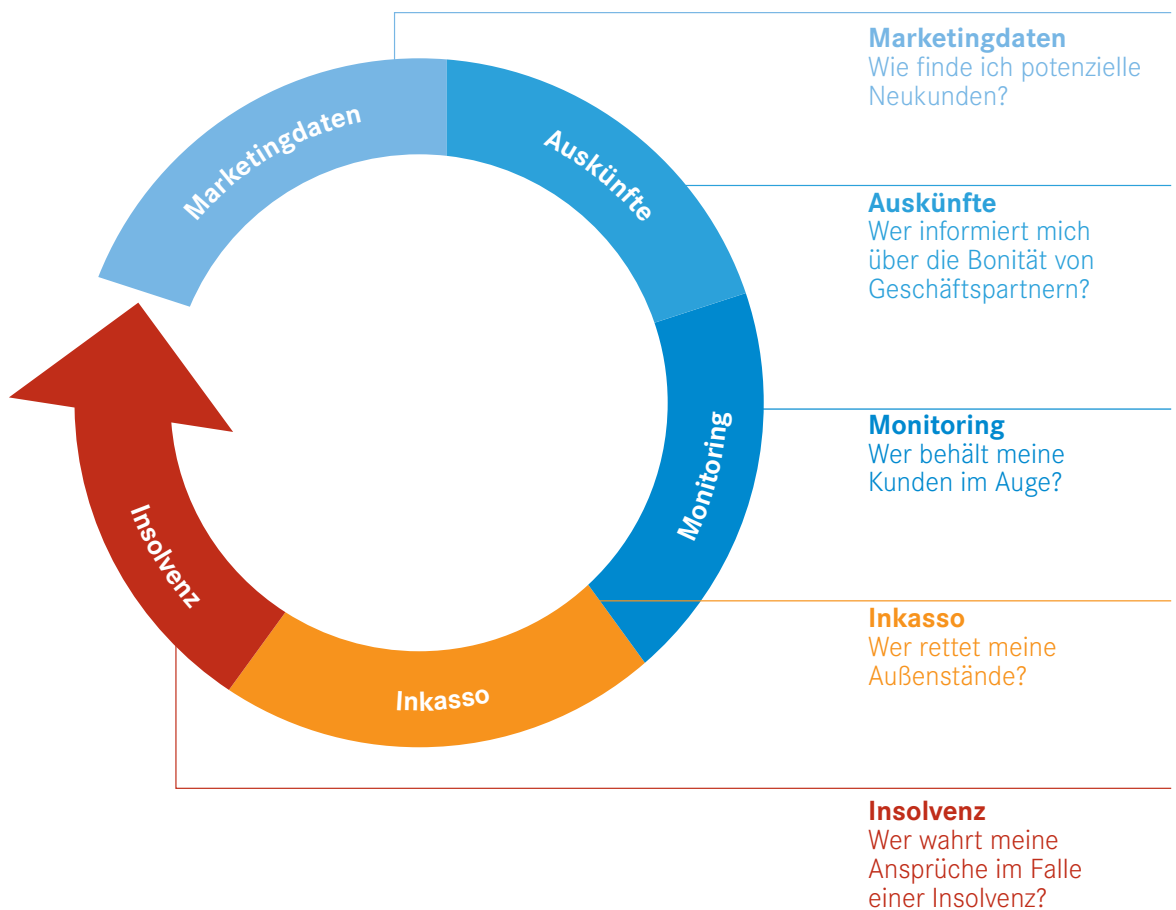 Marketingdaten
Wie finde ich potenzielle
Neukunden?
Auskünfte
Wer informiert mich
über die Bonität von
Geschäftspartnern?
Monitoring
Wer behält meine
Kunden im Auge?
Inkasso
Wer rettet meine
Außenstände?
Insolvenz
Wer wahrt meine
Ansprüche im Falle
einer Insolvenz?
Marketingdaten
Auskünfte
Monitoring
Inkasso
Insolvenz